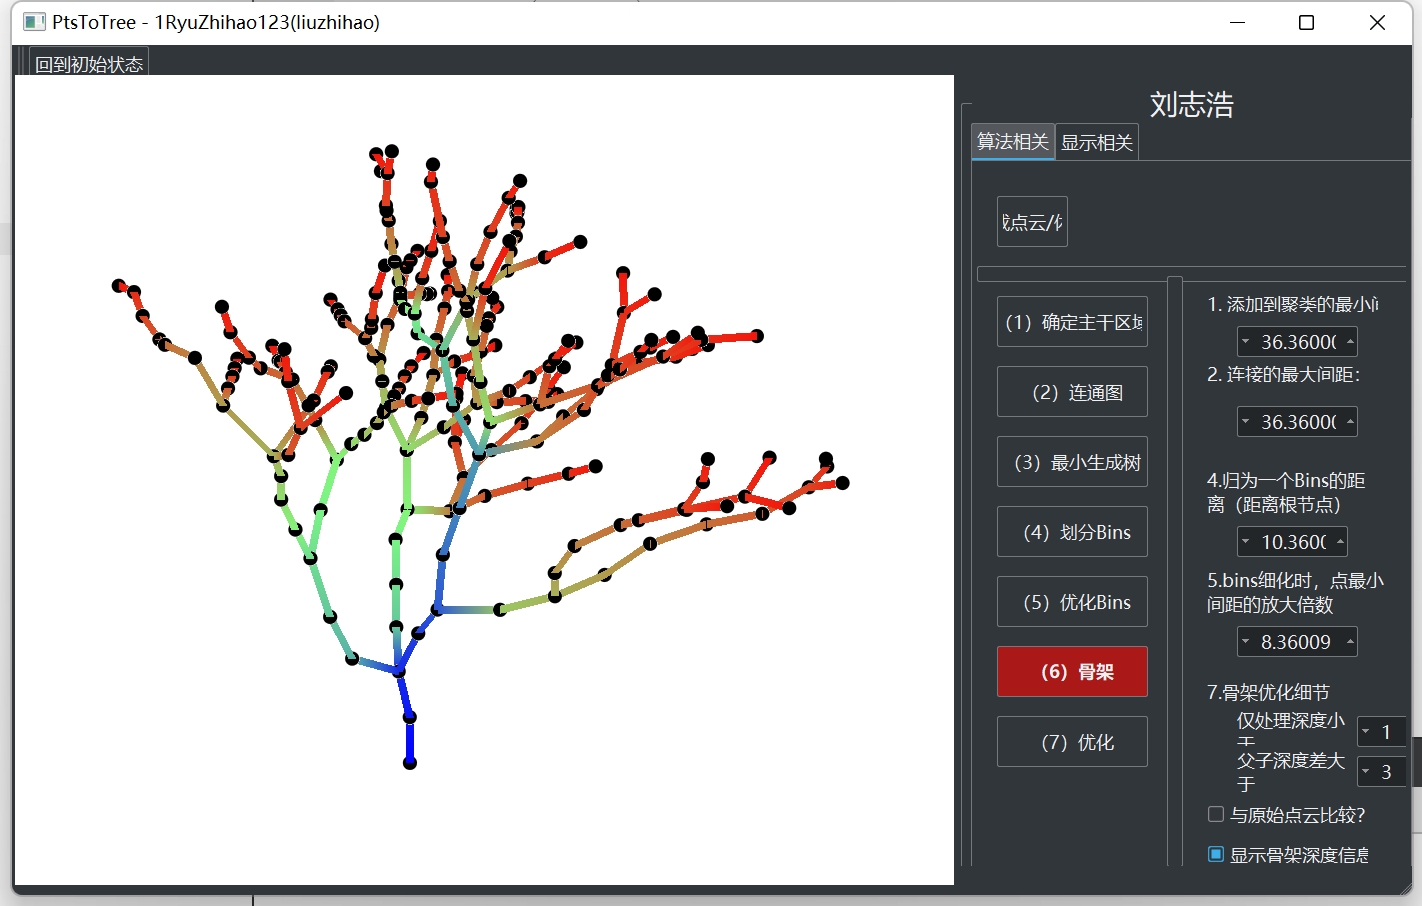 PtsToTree - 1RyuZhihao123(liuzhihao)
回到初始状态
刘志浩
算法相关
显示相关
点云/
(1）确定主干区域
(2）连通图
(3）最小生成树
(4）划分Bins
(5）优化Bins
(6）骨架
(7）优化
1. 添加到聚类的最小
36.3600
2. 连接的最大间距：
36.3600
4.归为一个Bins的距
离（距离根节点）
10.360
5.bins细化时，点最小
间距的放大倍数
8.36009
7.骨架优化细节
仅处理深度小
于
1
父子深度差大
于
3
与原始点云比较?
显示骨架深度信息